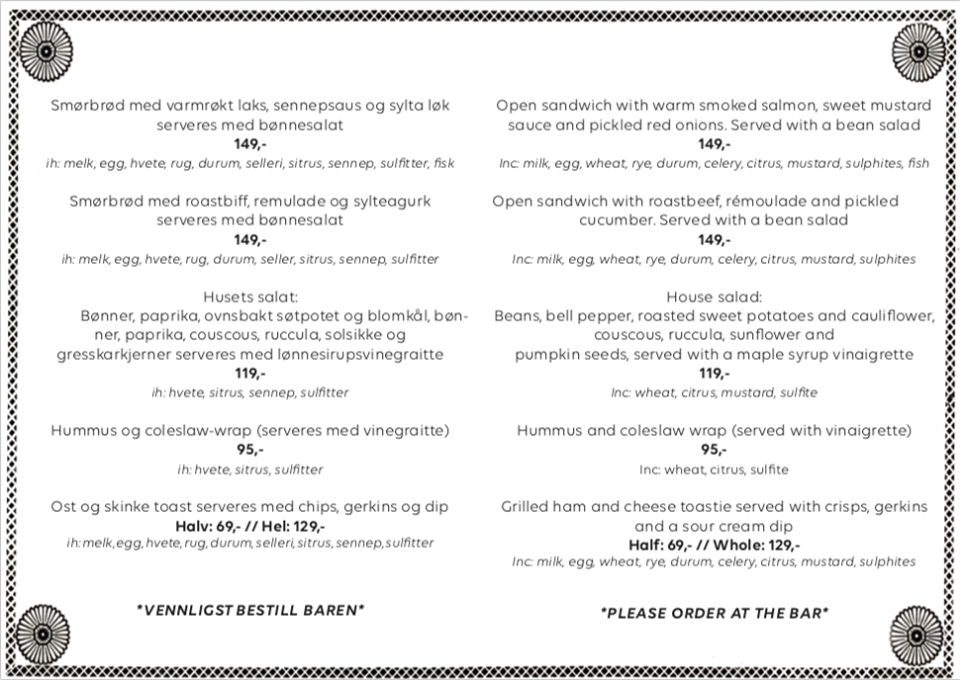 Smørbrød med varmrøkt laks, sennepsaus og sylta løk
serveres med bønnesalat
149,-
ih: melk, egg, hvete, rug, durum, selleri, sitrus, sennep, sulfitter, fisk
Smørbrød med roastbiff, remulade og sylteagurk
serveres med bønnesalat
149,-
ih: melk, egg, hvete, rug, durum, seller, sitrus, sennep, sulfitter
Husets salat:
Bønner, paprika, ovnsbakt søtpotet og blomkål, bøn-
ner, paprika, couscous, ruccula, solsikke og
gresskarkjerner serveres med lønnesirupsvinegraitte
119,-
ih: hvete, sitrus, sennep, sulfitter
Hummus og coleslaw-wrap (serveres med vinegraitte)
95,-
ih: hvete, sitrus, sulfitter
Ost og skinke toast serveres med chips, gerkins og dip
Halv: 69,- // Hel: 129,-
ih: melk, egg, hvete, rug, durum, selleri, sitrus, sennep, sulfitter
*VENNLIGST BESTILL BAREN*
Open sandwich with warm smoked salmon, sweet mustard
sauce and pickled red onions. Served with a bean salad
149,-
Inc: milk, egg, wheat, rye, durum, celery, citrus, mustard, sulphites, fish
Open sandwich with roastbeef, rémoulade and pickled
cucumber. Served with a bean salad
149,-
Inc: milk, egg, wheat, rye, durum, celery, citrus, mustard, sulphites
House salad:
Beans, bell pepper, roasted sweet potatoes and cauliflower,
couscous, ruccula, sunflower and
pumpkin seeds, served with a maple syrup vinaigrette
119,-
Inc: wheat, citrus, mustard, sulfite
Hummus and coleslaw wrap (served with vinaigrette)
95,-
Inc: wheat, citrus, sulfite
Grilled ham and cheese toastie served with crisps, gerkins
and a sour cream dip
Half: 69,- // Whole: 129,-
Inc: milk, egg, wheat, rye, durum, celery, citrus, mustard, sulphites
*PLEASE ORDER AT THE BAR*